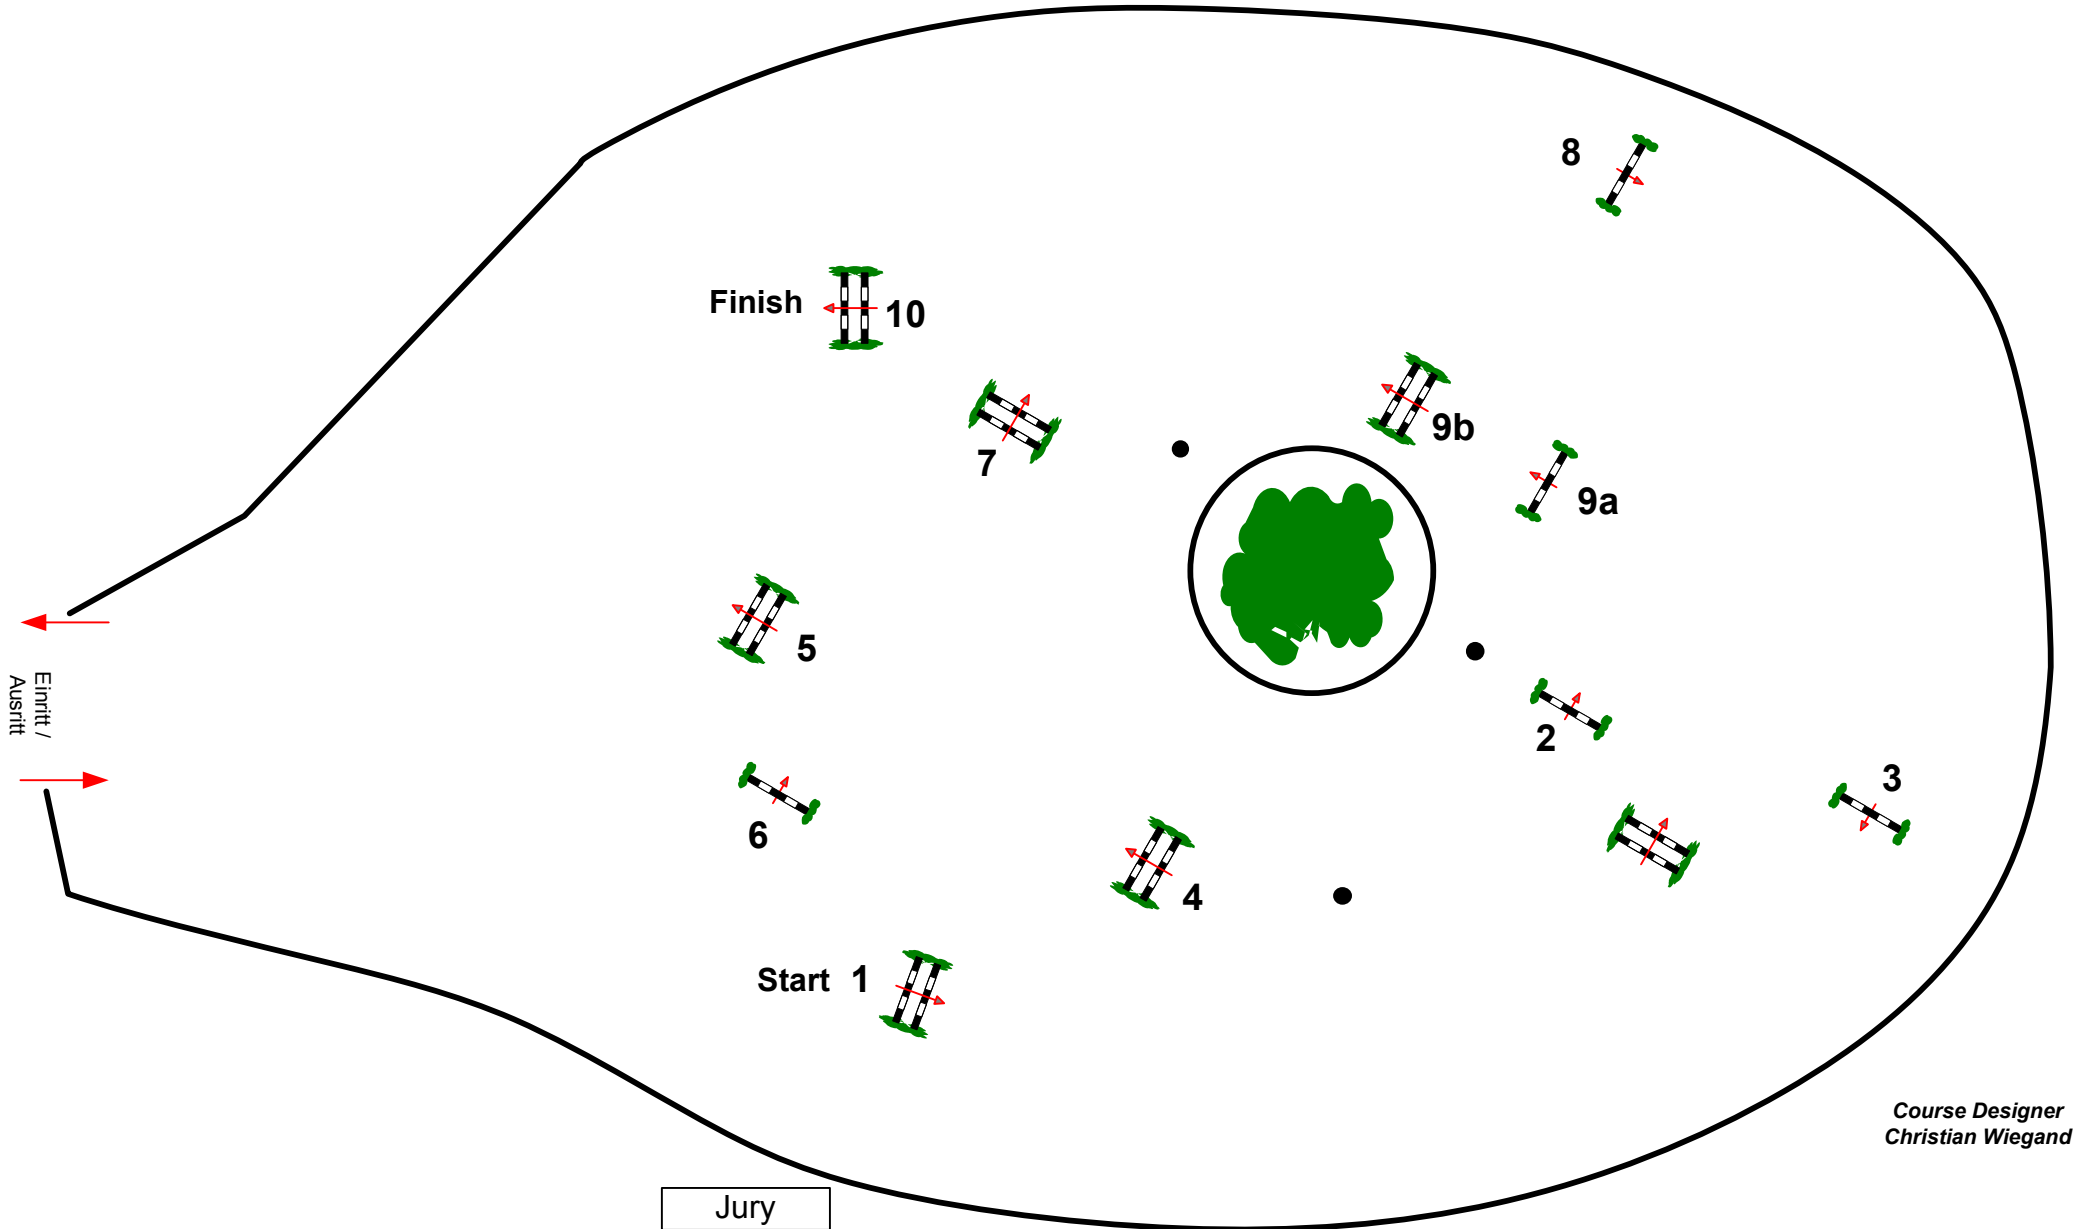 8
Finish
10
9b
7
9a
5
Einritt /
Ausritt
2
3
6
4
Start 1
Course Designer
Christian Wiegand
Jury